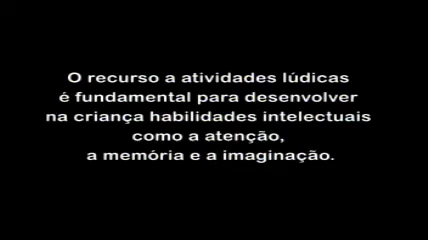 O recurso a atividades lúdicas
é fundamental para desenvolver
na criança habilidades intelectuais
como a atenção,
a memória e a imaginação.